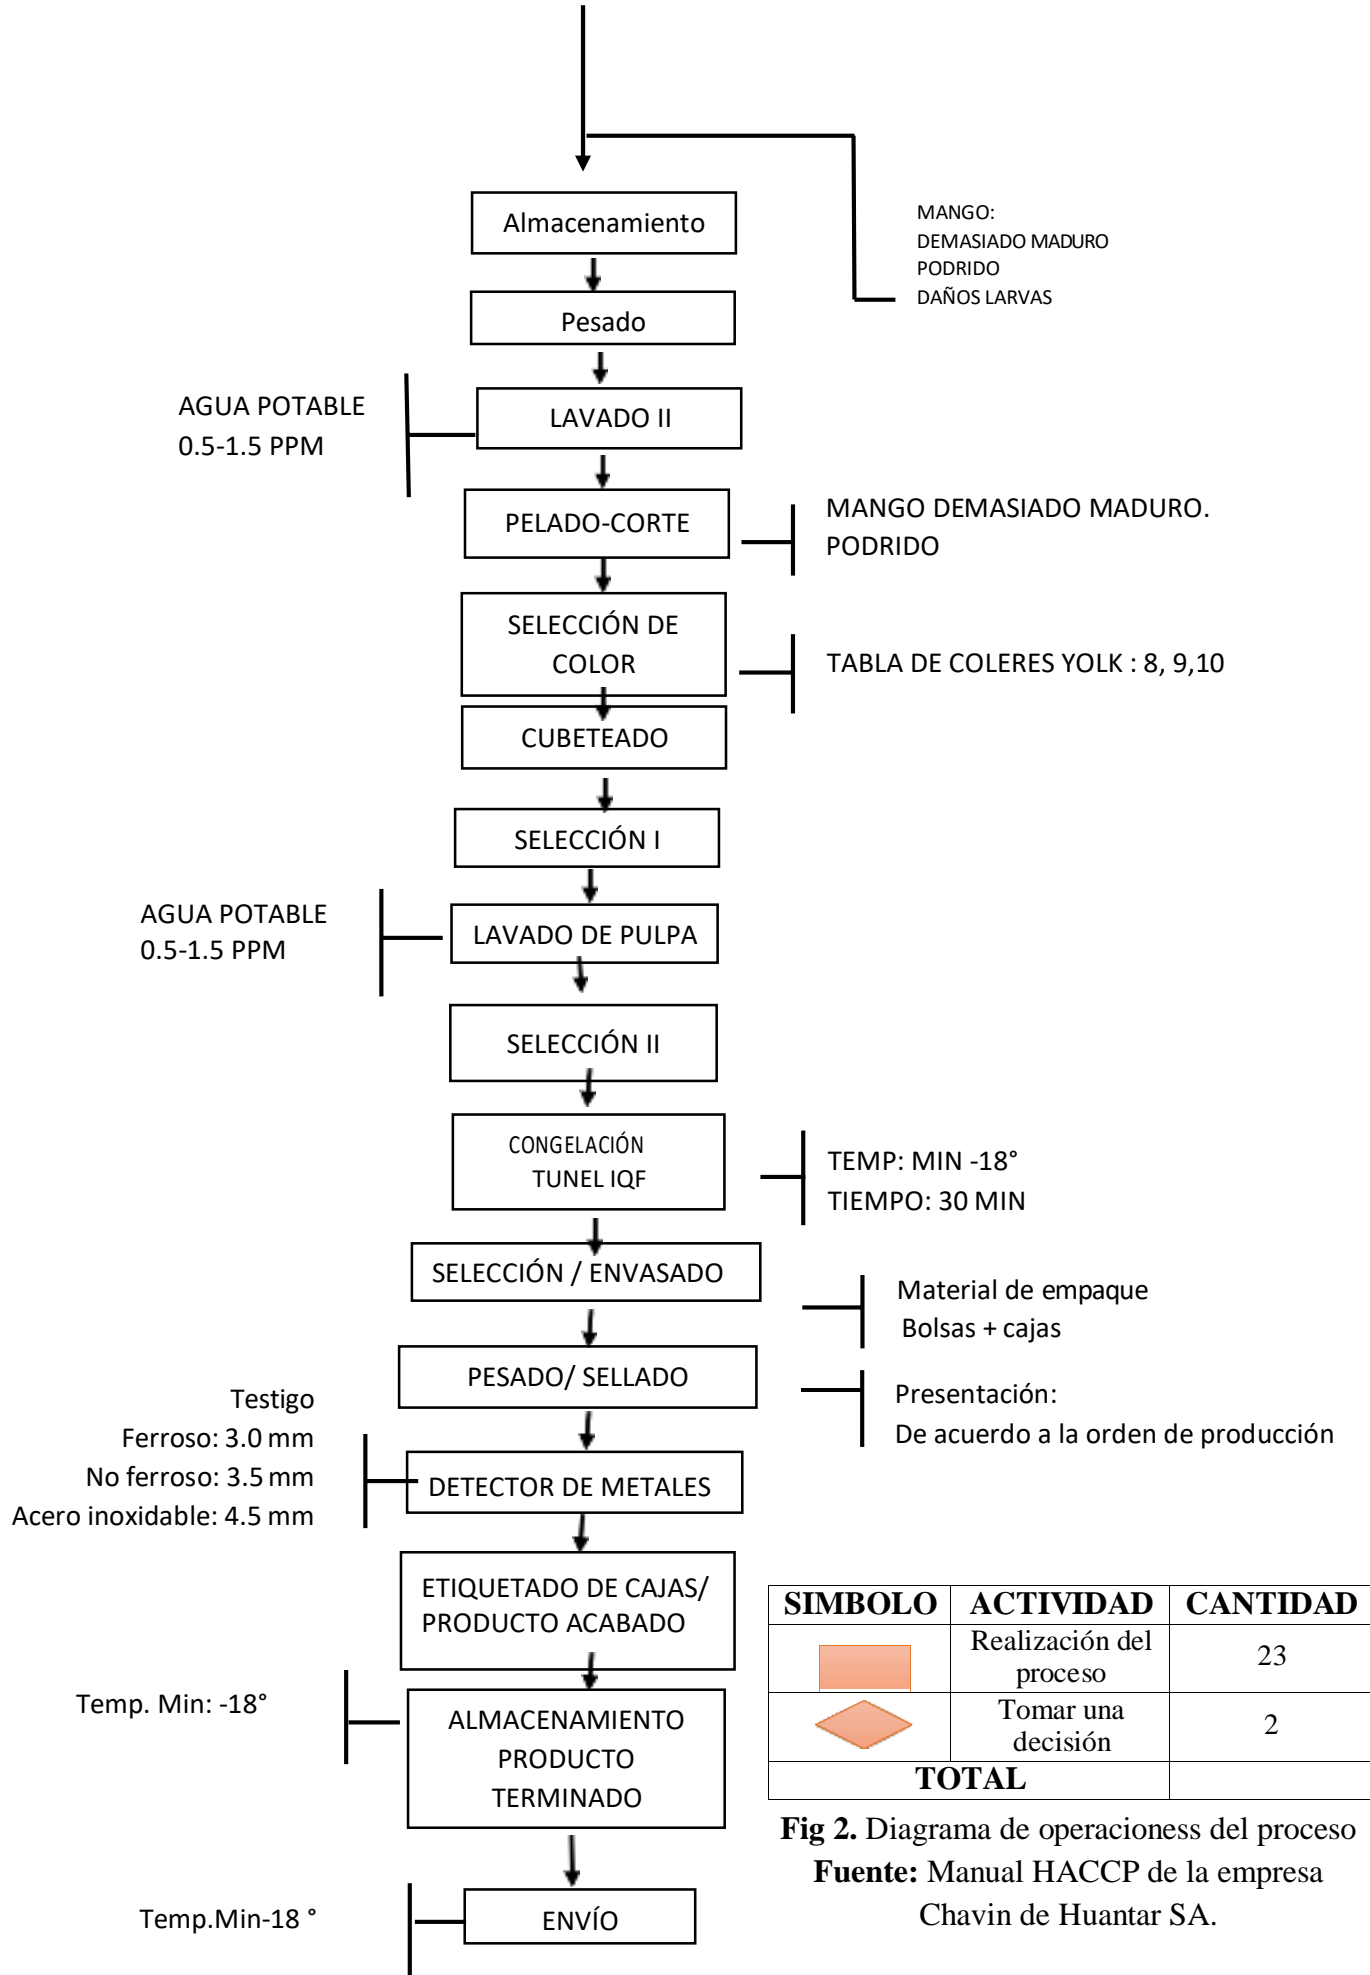 Almacenamiento
MANGO:
DEMASIADO MADURO
PODRIDO
DAÑOS LARVAS
Pesado
AGUA POTABLE
0.5-1.5 PPM
LAVADO II
PELADO-CORTE
MANGO DEMASIADO MADURO.
PODRIDO
SELECCIÓN DE
COLOR
TABLA DE COLERES YOLK : 8, 9,10
CUBETEADO
SELECCIÓN I
AGUA POTABLE
0.5-1.5 PPM
LAVADO DE PULPA
SELECCIÓN II
CONGELACIÓN
TUNEL IQF
TEMP: MIN -18°
TIEMPO: 30 MIN
SELECCIÓN / ENVASADO
Material de empaque
Bolsas + cajas
PESADO/ SELLADO
Presentación:
De acuerdo a la orden de producción
Testigo
Ferroso: 3.0 mm
No ferroso: 3.5 mm
Acero inoxidable: 4.5 mm
DETECTOR DE METALES
ETIQUETADO DE CAJAS/
PRODUCTO ACABADO
Temp. Min: -18°
ALMACENAMIENTO
PRODUCTO
TERMINADO
Temp.Min-18 °
ENVÍO
SIMBOLO ACTIVIDAD CANTIDAD
Realización del
proceso
23
Tomar una
decisión
2
TOTAL
Fig 2. Diagrama de operacioness del proceso
Fuente: Manual HACCP de la empresa
Chavin de Huantar SA.